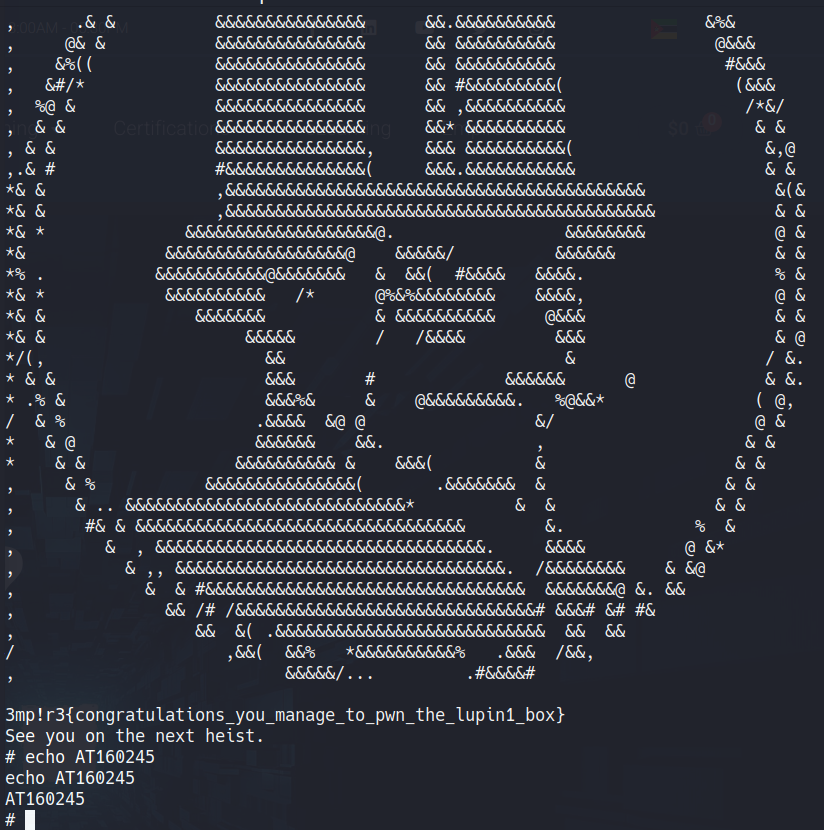 3mp!r3{congratulations_you_manage_to_pwn_the_lupin1_box}
See you on the next heist.
# echo AT160245
echo AT160245
AT160245
#